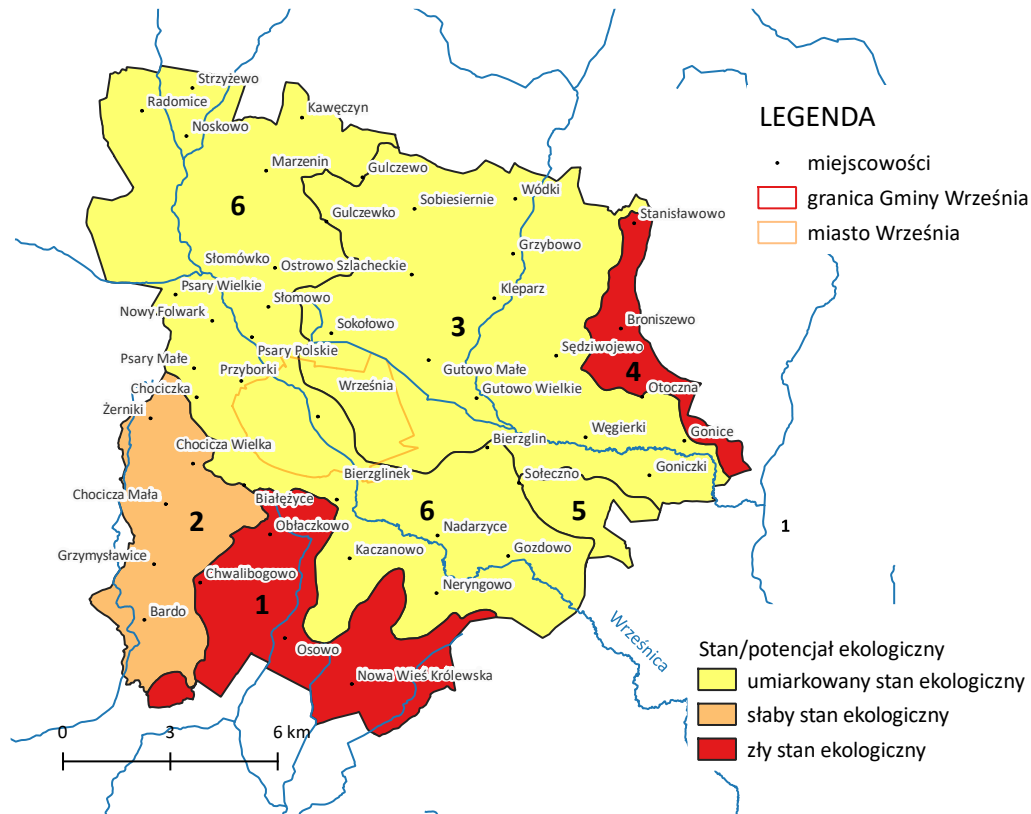 Strzyżewo
Radomice
Kawęczyn
Noskowo
LEGENDA
miejscowości
granica Gminy Września
miasto Września
Marzenin
Gulczewo
Wódki
6
Gulczewko
Sobiesiernie
Stanisławowo
Grzybowo
Słomówko
Ostrowo Szlacheckie
Psary Wielkie
Kleparz
Słomowo
Nowy Folwark
Sokołowo
3
Broniszewo
Psary Polskie
Sędziwojewo
Psary Małe
Przyborki
Gutowo Małe
4
Września
Chociczka
Gutowo Wielkie
Otoczna
Żerniki
Chocicza Wielka
Bierzglin
Węgierki
Gonice
Bierzglinek
Sołeczno
Goniczki
Chocicza Mała
Białężyce
2
Obłaczkowo
6
5
1
Nadarzyce
Grzymysławice
Kaczanowo
Gozdowo
Chwalibogowo
Neryngowo
1
Bardo
Osowo
Wrześnica
Nowa Wieś Królewska
Stan/potencjał ekologiczny
umiarkowany stan ekologiczny
słaby stan ekologiczny
zły stan ekologiczny
0 3 6 km